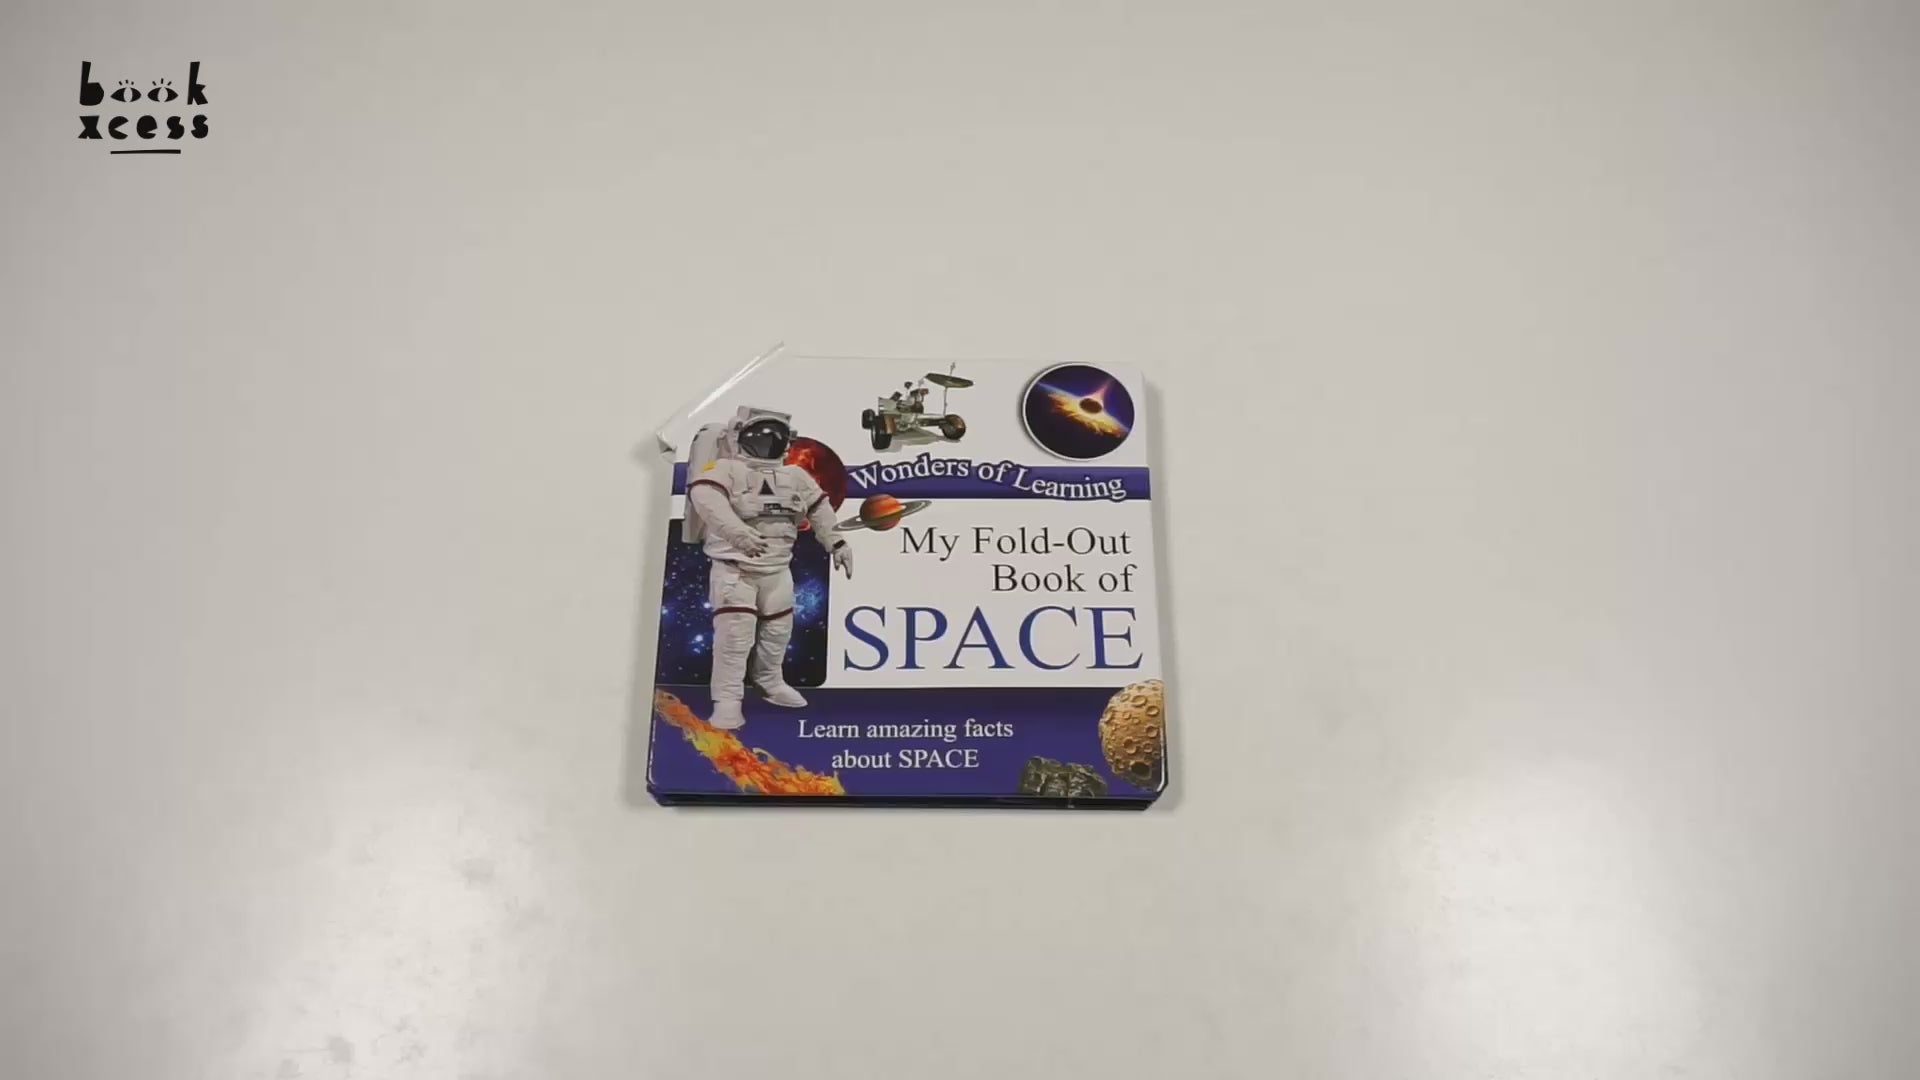 book
xcess
Wonders of Learning
My Fold-Out
Book of
SPACE
Learn amazing facts
about SPACE